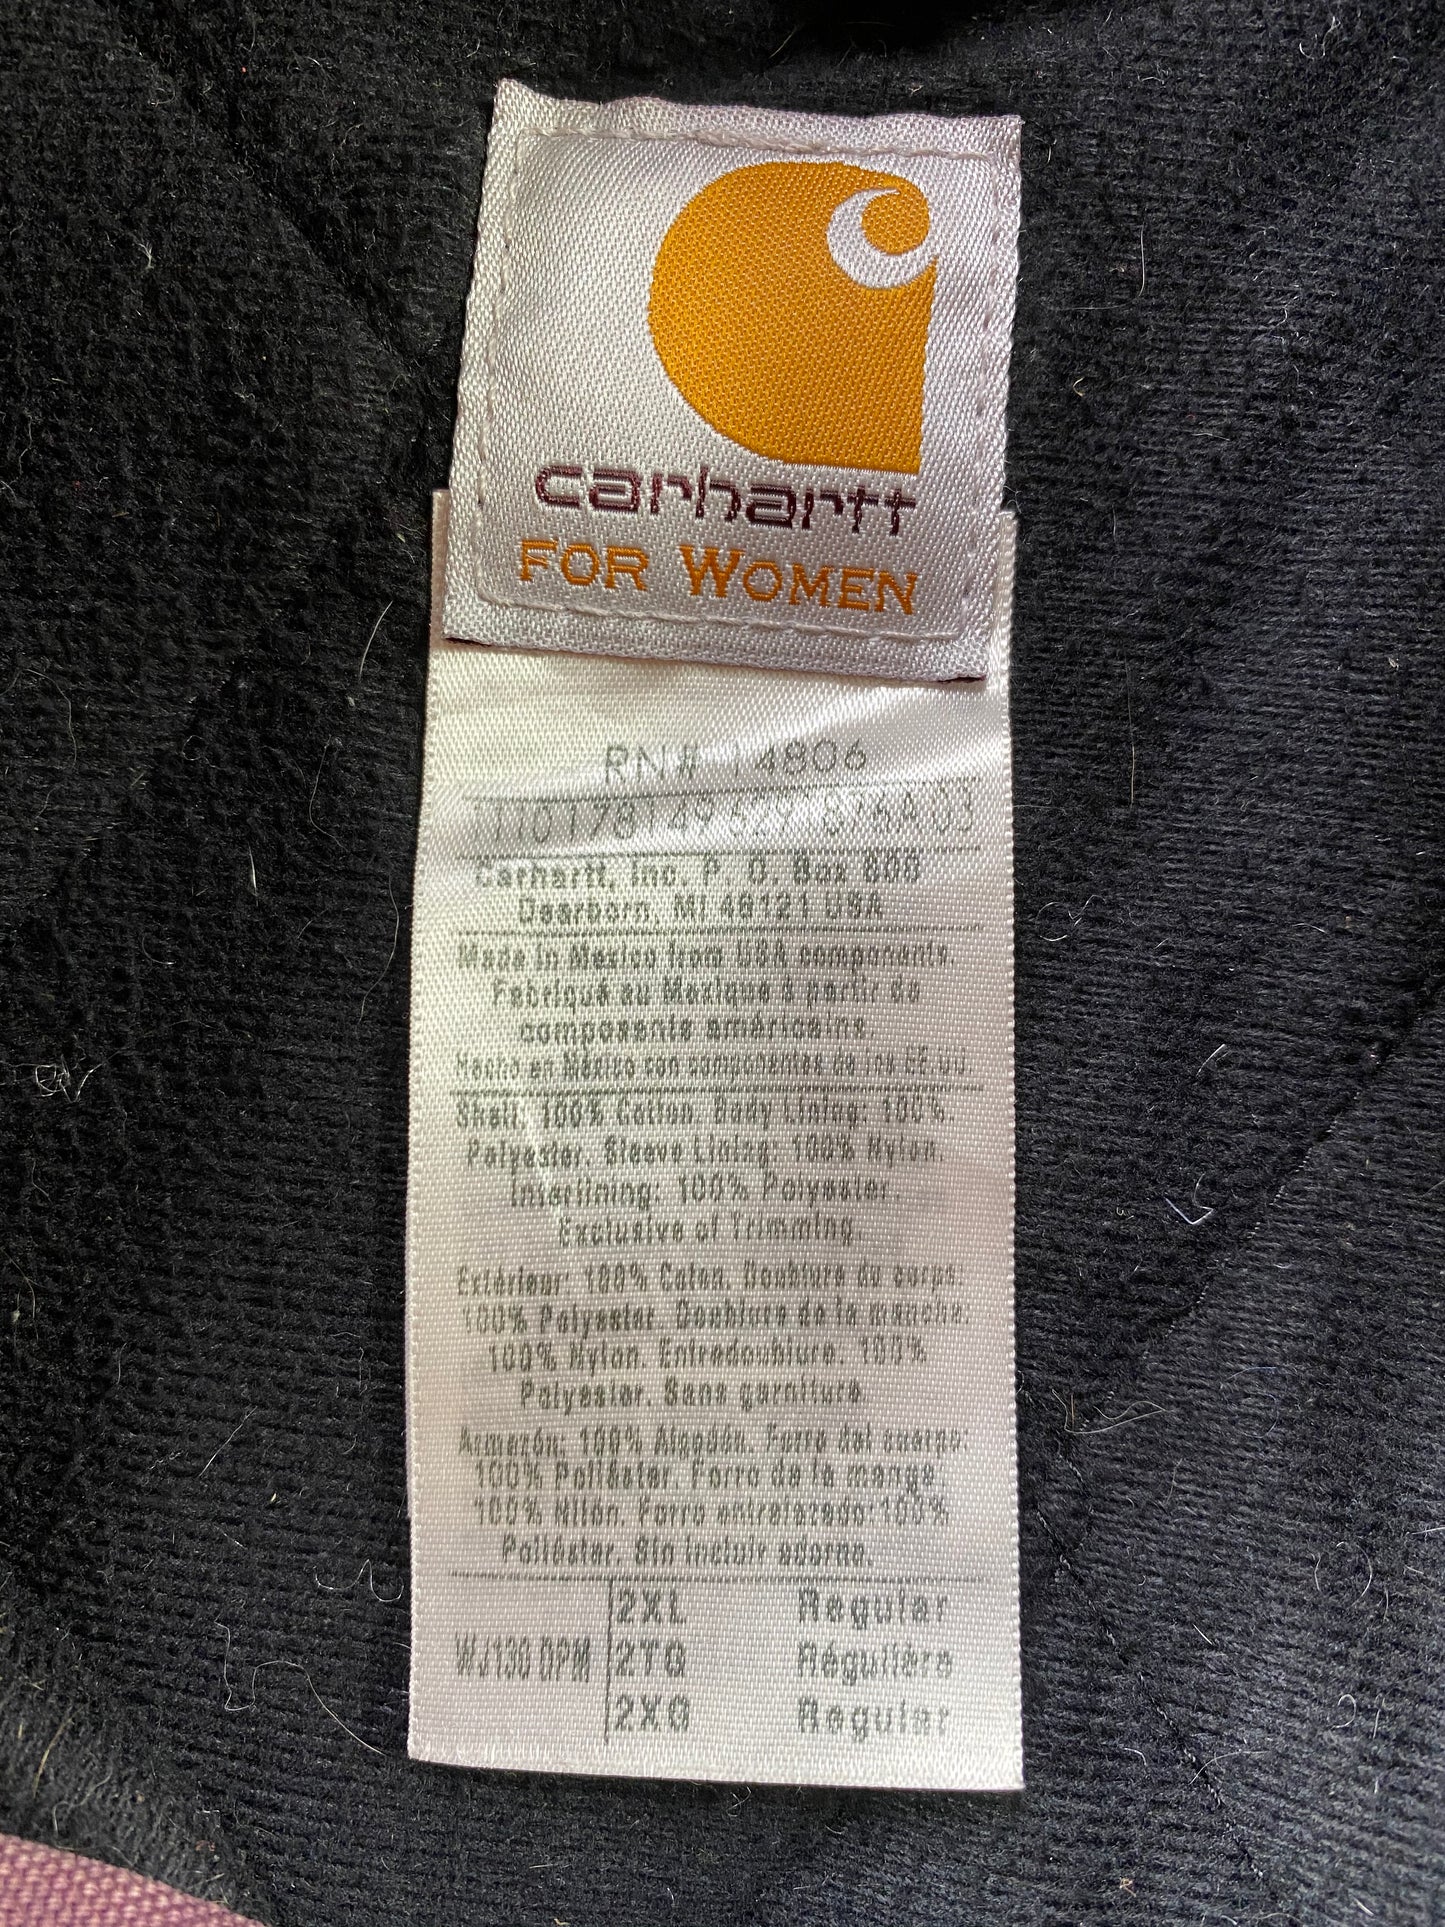 carhartt
FOR WOMEN
RN# 14806
Carhartt, Inc. P. O. Box 600
Dearborn, MI 48121 USA
Made in Mexico from USA components.
Fabriqué au Mexique à partir de
composants américains.
Hecho en México con componentes de los EE UU.
Shell: 100% Cotton. Body Lining: 100%
Polyester. Sleeve Lining: 100% Nylon.
Interlining: 100% Polyester.
Exclusive of Trimming.
Extérieur: 100% Coton. Doublure du corps:
100% Polyester. Doublure de la manche:
100% Nylon. Entredoublure. 100%
Polyester. Sans garniture.
Armazón. 100% Algodón. Forro del cuerpo:
100% Poliéster. Forro de la manga.
100% Nilon. Forro entrelazado:100%
Poliéster. Sin incluir adorno.
WJ130 DPM
2XL Regular
2TG Régulière
2XG Regular